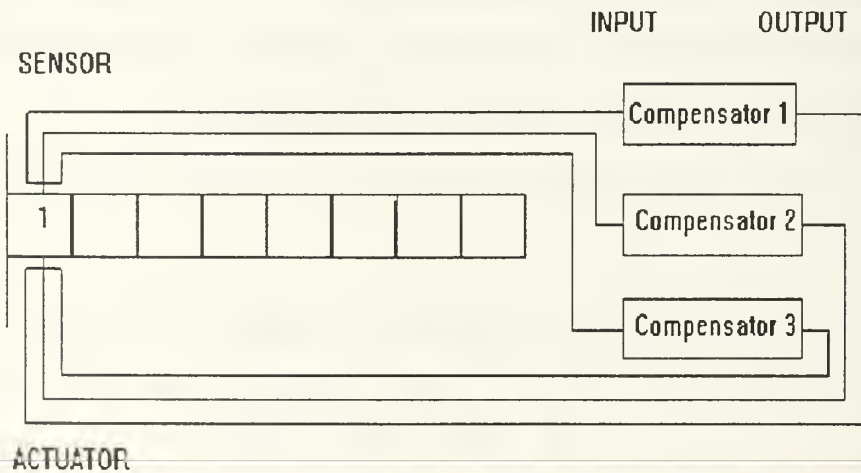 INPUT OUTPUT
SENSOR
Compensator 1
1
Compensator 2
Compensator 3
ACTUATOR